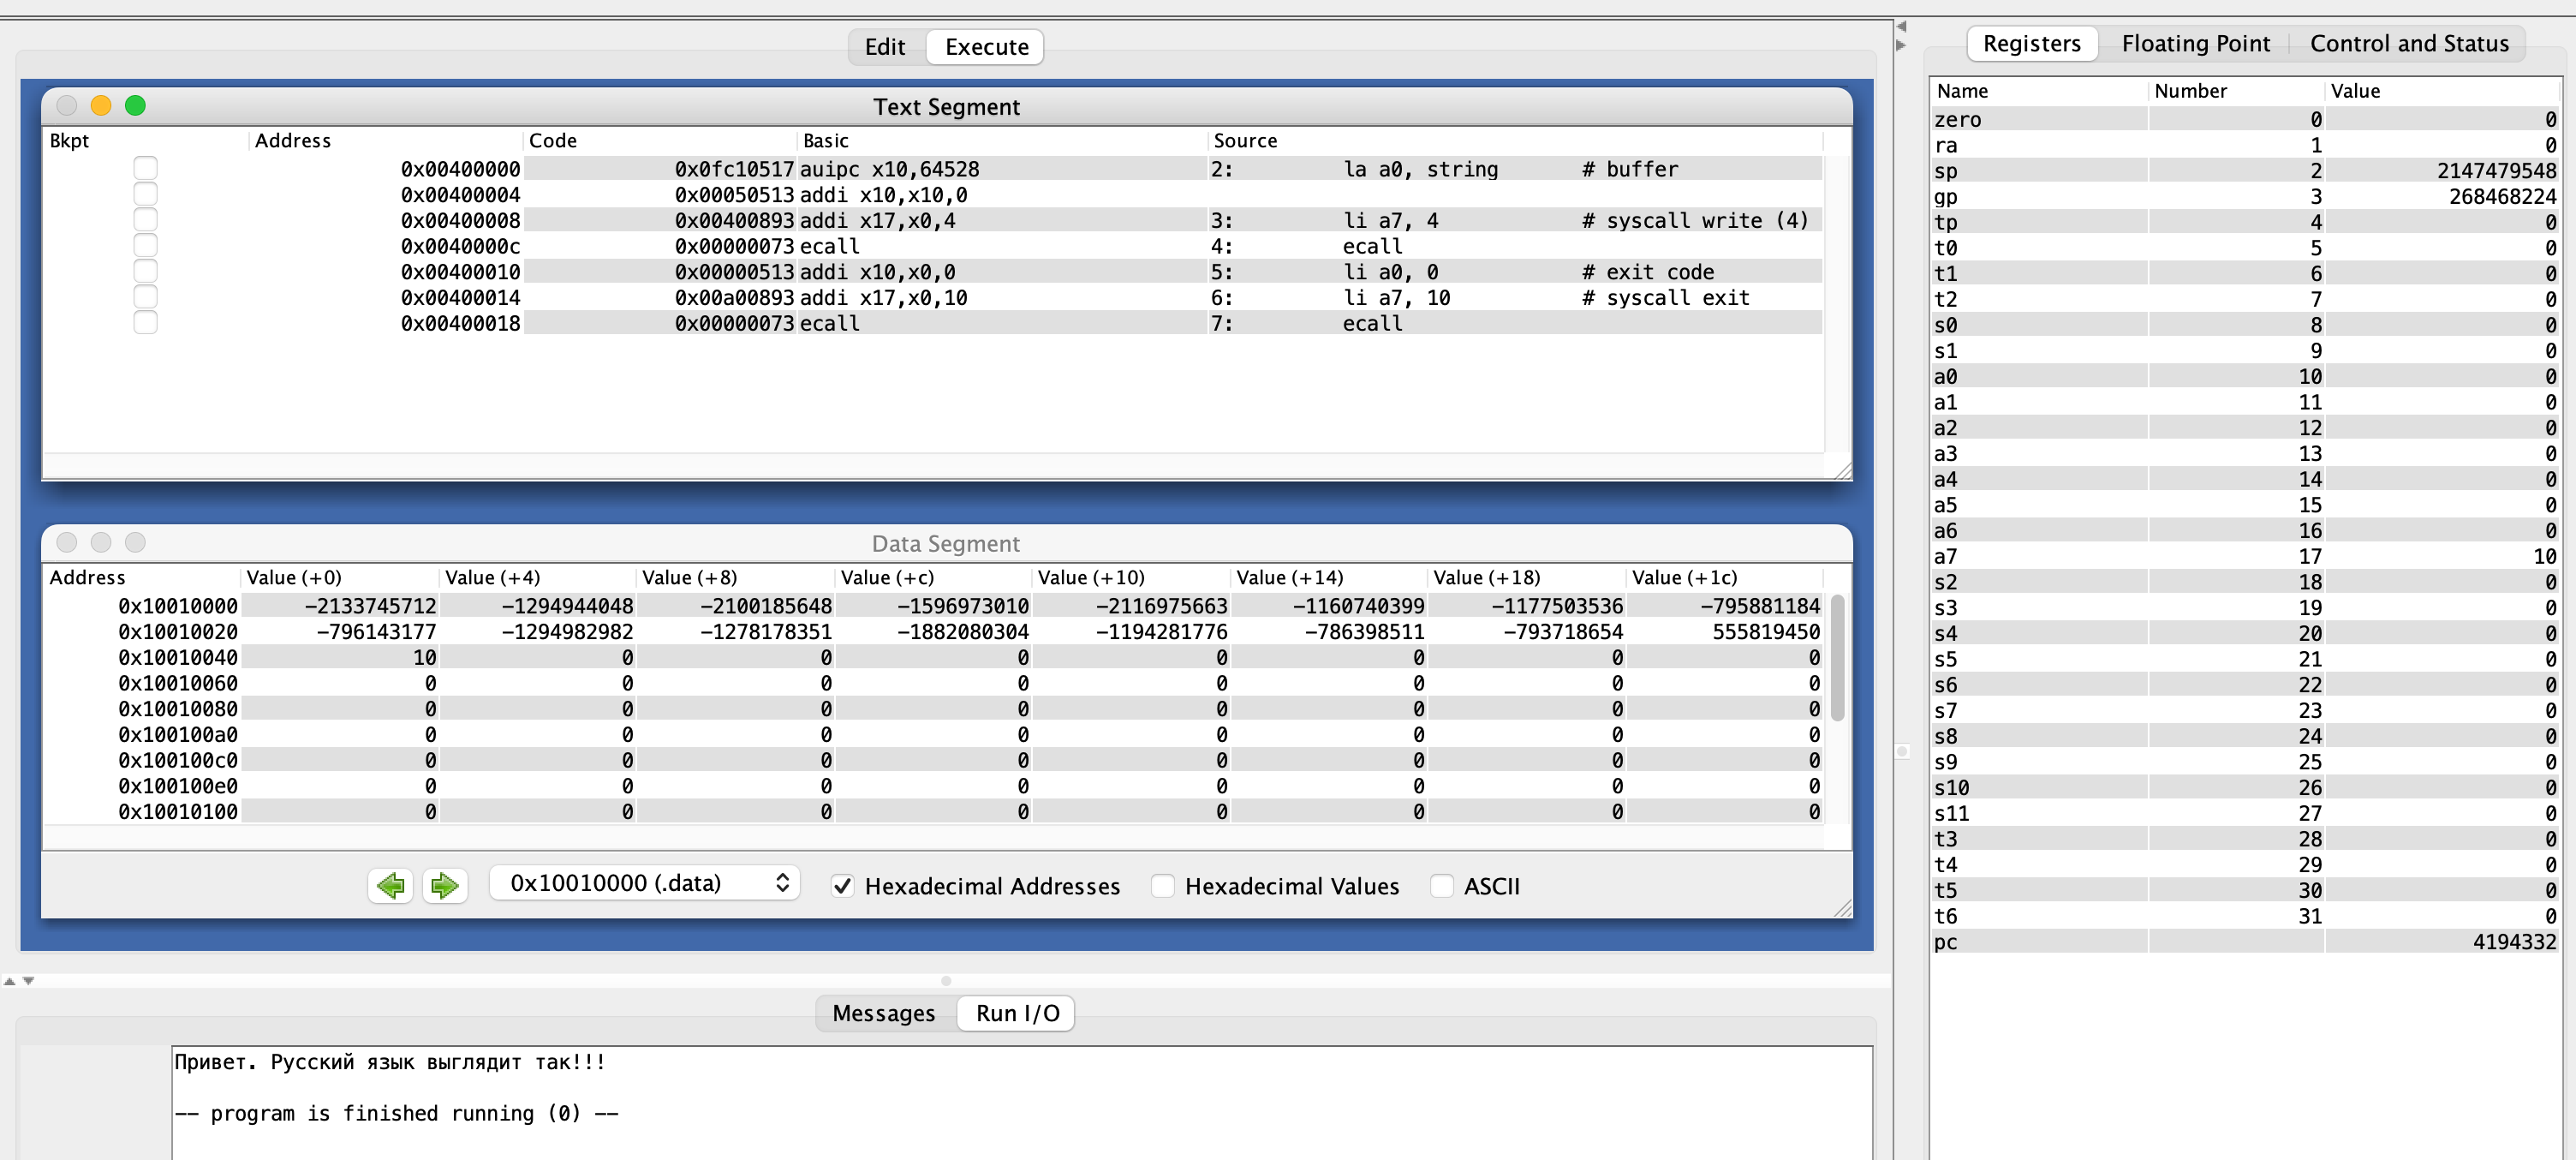 Edit Execute
Registers Floating Point Control and Status
Text Segment
Bkpt Address Code Basic Source
0x00400000 0x0fc10517 auipc x10,64528 2: la a0, string # buffer
0x00400004 0x00050513 addi x10,x10,0
0x00400008 0x00400893 addi x17,x0,4 3: li a7, 4 # syscall write (4)
0x0040000c 0x00000073 ecall 4: ecall
0x00400010 0x00000513 addi x10,x0,0 5: li a0, 0 # exit code
0x00400014 0x00a00893 addi x17,x0,10 6: li a7, 10 # syscall exit
0x00400018 0x00000073 ecall 7: ecall
Data Segment
Address Value (+0) Value (+4) Value (+8) Value (+c) Value (+10) Value (+14) Value (+18) Value (+1c)
0x10010000 -2133745712 -1294944048 -2100185648 -1596973010 -2116975663 -1160740399 -1177503536 -795881184
0x10010020 -796143177 -1294982982 -1278178351 -1882080304 -1194281776 -786398511 -793718654 555819450
0x10010040 10 0 0 0 0 0 0 0
0x10010060 0 0 0 0 0 0 0 0
0x10010080 0 0 0 0 0 0 0 0
0x100100a0 0 0 0 0 0 0 0 0
0x100100c0 0 0 0 0 0 0 0 0
0x100100e0 0 0 0 0 0 0 0 0
0x10010100 0 0 0 0 0 0 0 0
0x10010000 (.data) Hexadecimal Addresses Hexadecimal Values ASCII
Messages Run I/O
Привет. Русский язык выглядит так!!!
-- program is finished running (0) --
Name Number Value
zero 0 0
ra 1 0
sp 2 2147479548
gp 3 268468224
tp 4 0
t0 5 0
t1 6 0
t2 7 0
s0 8 0
s1 9 0
a0 10 0
a1 11 0
a2 12 0
a3 13 0
a4 14 0
a5 15 0
a6 16 0
a7 17 10
s2 18 0
s3 19 0
s4 20 0
s5 21 0
s6 22 0
s7 23 0
s8 24 0
s9 25 0
s10 26 0
s11 27 0
t3 28 0
t4 29 0
t5 30 0
t6 31 0
pc 4194332